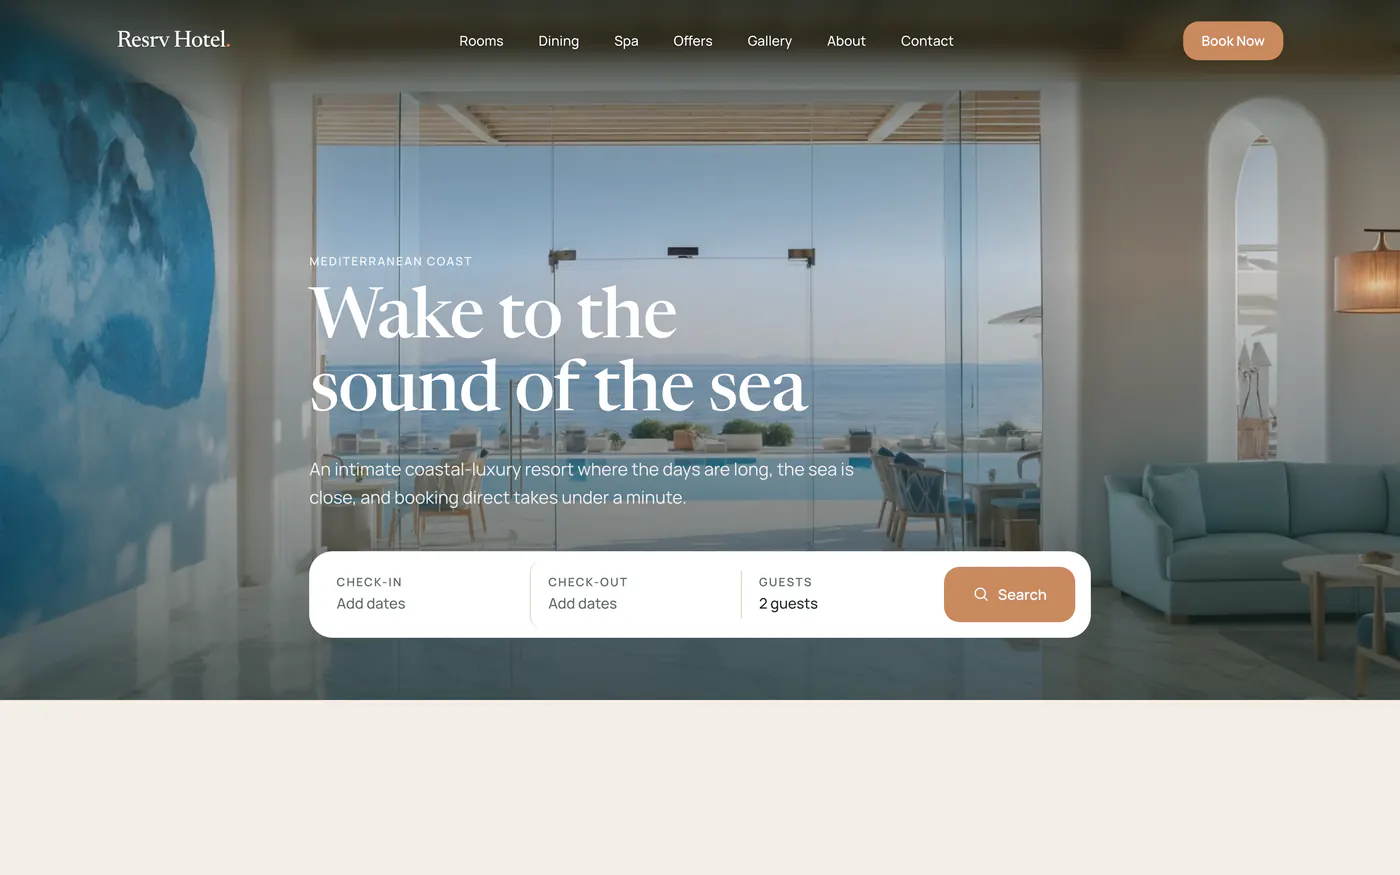 Resrv Hotel.
Rooms
Dining
Spa
Offers
Gallery
About
Contact
Book Now
MEDITERRANEAN COAST
Wake to the
sound of the sea
An intimate coastal-luxury resort where the days are long, the sea is
close, and booking direct takes under a minute.
CHECK-IN
Add dates
CHECK-OUT
Add dates
GUESTS
2 guests
Search